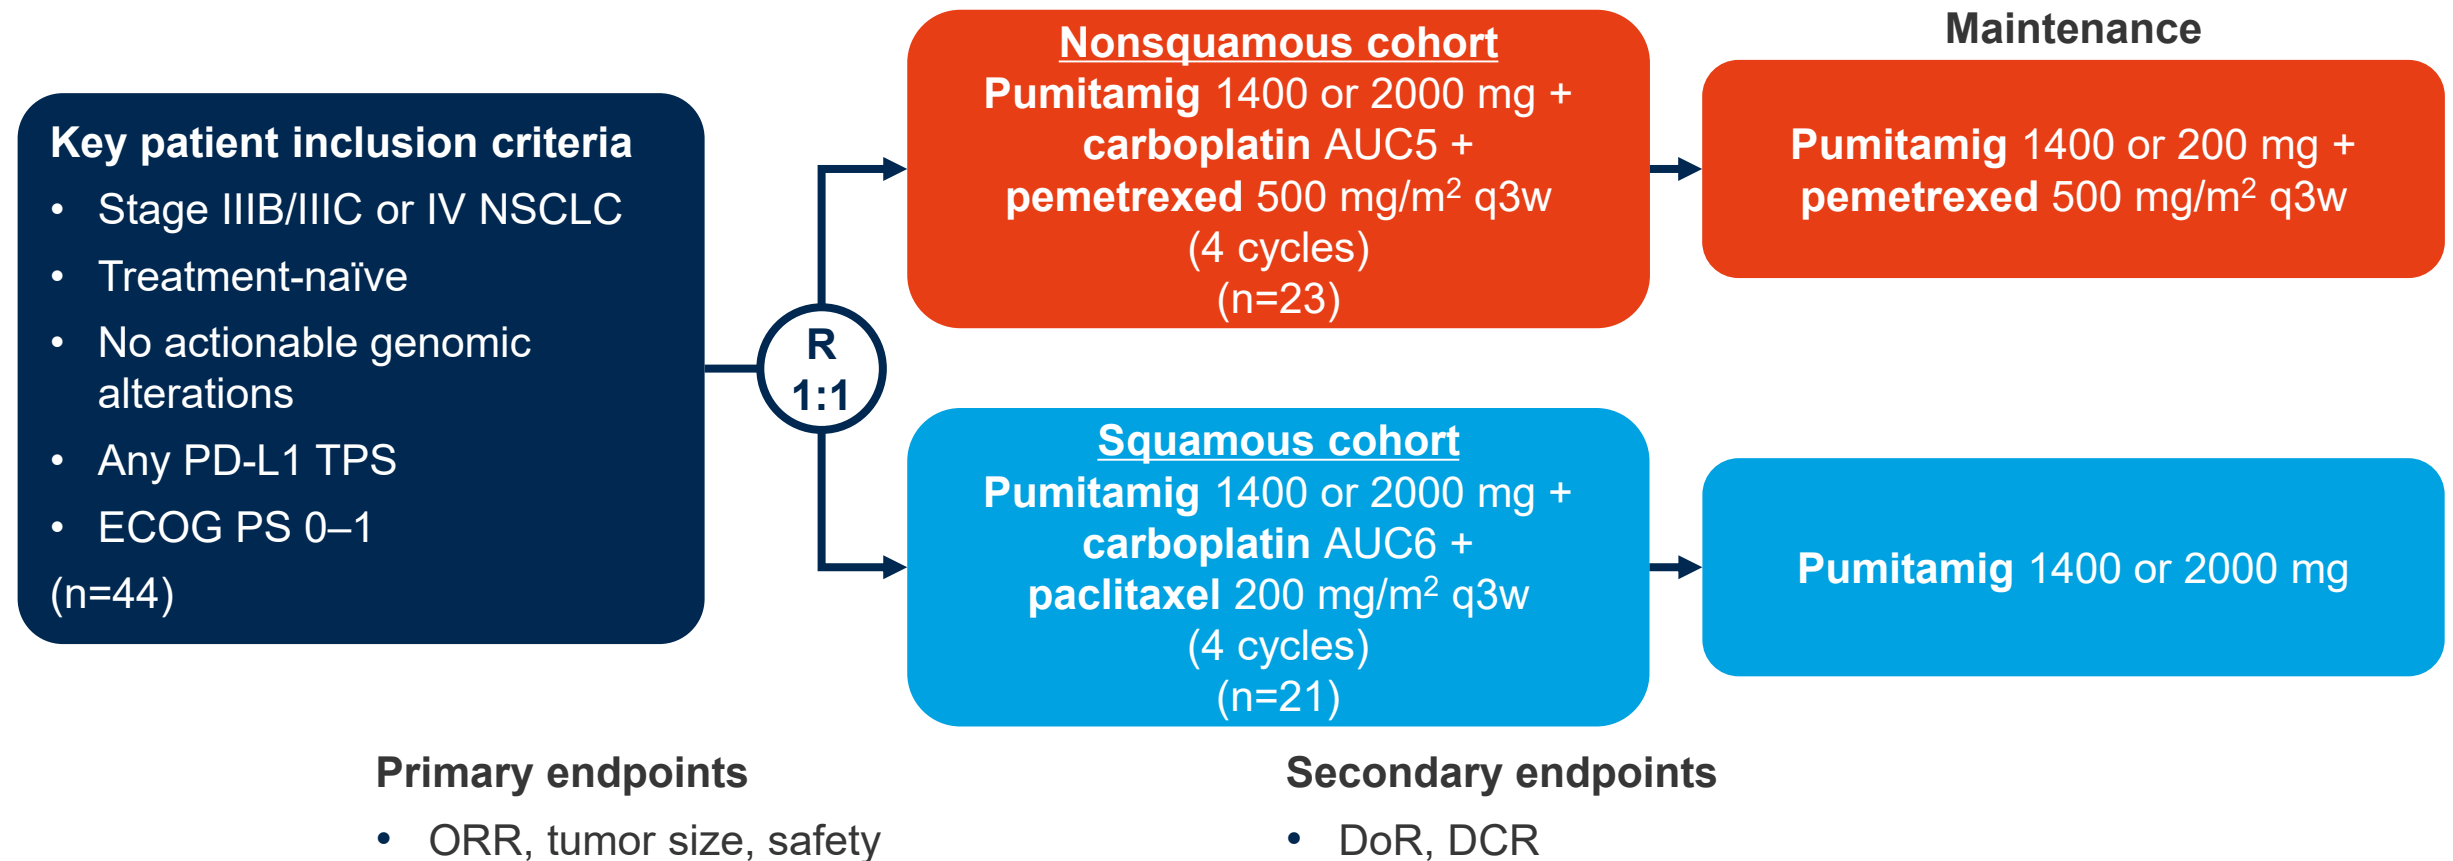 Key patient inclusion criteria
• Stage IIIB/IIIC or IV NSCLC
• Treatment-naïve
• No actionable genomic
alterations
• Any PD-L1 TPS
• ECOG PS 0–1
(n=44)
R
1:1
Nonsquamous cohort
Pumitamig 1400 or 2000 mg +
carboplatin AUC5 +
pemetrexed 500 mg/m² q3w
(4 cycles)
(n=23)
Maintenance
Pumitamig 1400 or 200 mg +
pemetrexed 500 mg/m² q3w
Squamous cohort
Pumitamig 1400 or 2000 mg +
carboplatin AUC6 +
paclitaxel 200 mg/m² q3w
(4 cycles)
(n=21)
Pumitamig 1400 or 2000 mg
Primary endpoints
• ORR, tumor size, safety
Secondary endpoints
• DoR, DCR